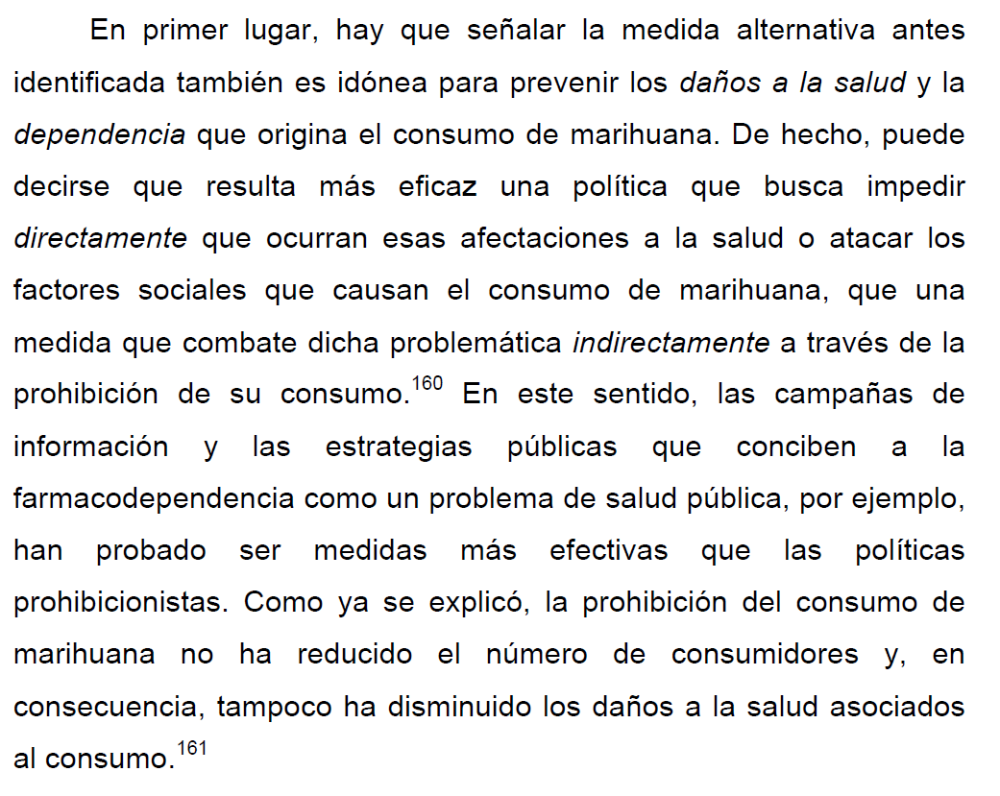 En primer lugar, hay que señalar la medida alternativa antes
identificada también es idónea para prevenir los daños a la salud y la
dependencia que origina el consumo de marihuana. De hecho, puede
decirse que resulta más eficaz una política que busca impedir
directamente que ocurran esas afectaciones a la salud o atacar los
factores sociales que causan el consumo de marihuana, que una
medida que combate dicha problemática indirectamente a través de la
prohibición de su consumo.160 En este sentido, las campañas de
información y las estrategias públicas que conciben a la
farmacodependencia como un problema de salud pública, por ejemplo,
han probado ser medidas más efectivas que las políticas
prohibicionistas. Como ya se explicó, la prohibición del consumo de
marihuana no ha reducido el número de consumidores y, en
consecuencia, tampoco ha disminuido los daños a la salud asociados
al consumo.161